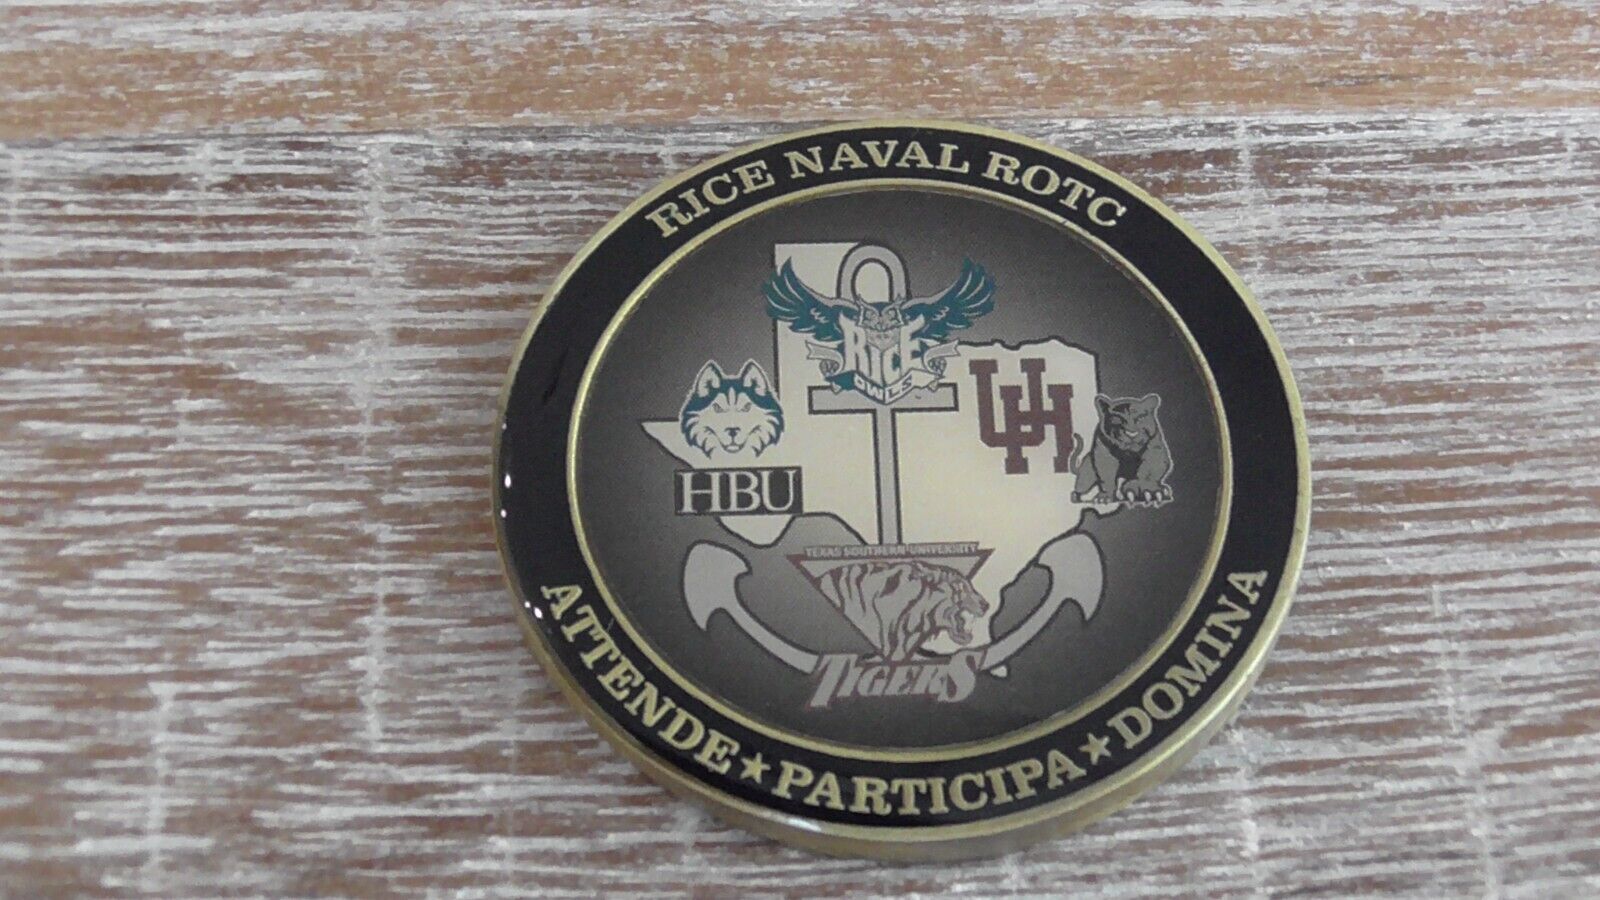 RICE NAVAL ROTC
RICE
OWLS
UH
HBU
TEXAS SOUTHERN UNIVERSITY
TIGERS
ATTENDE★PARTICIPA★DOMINA